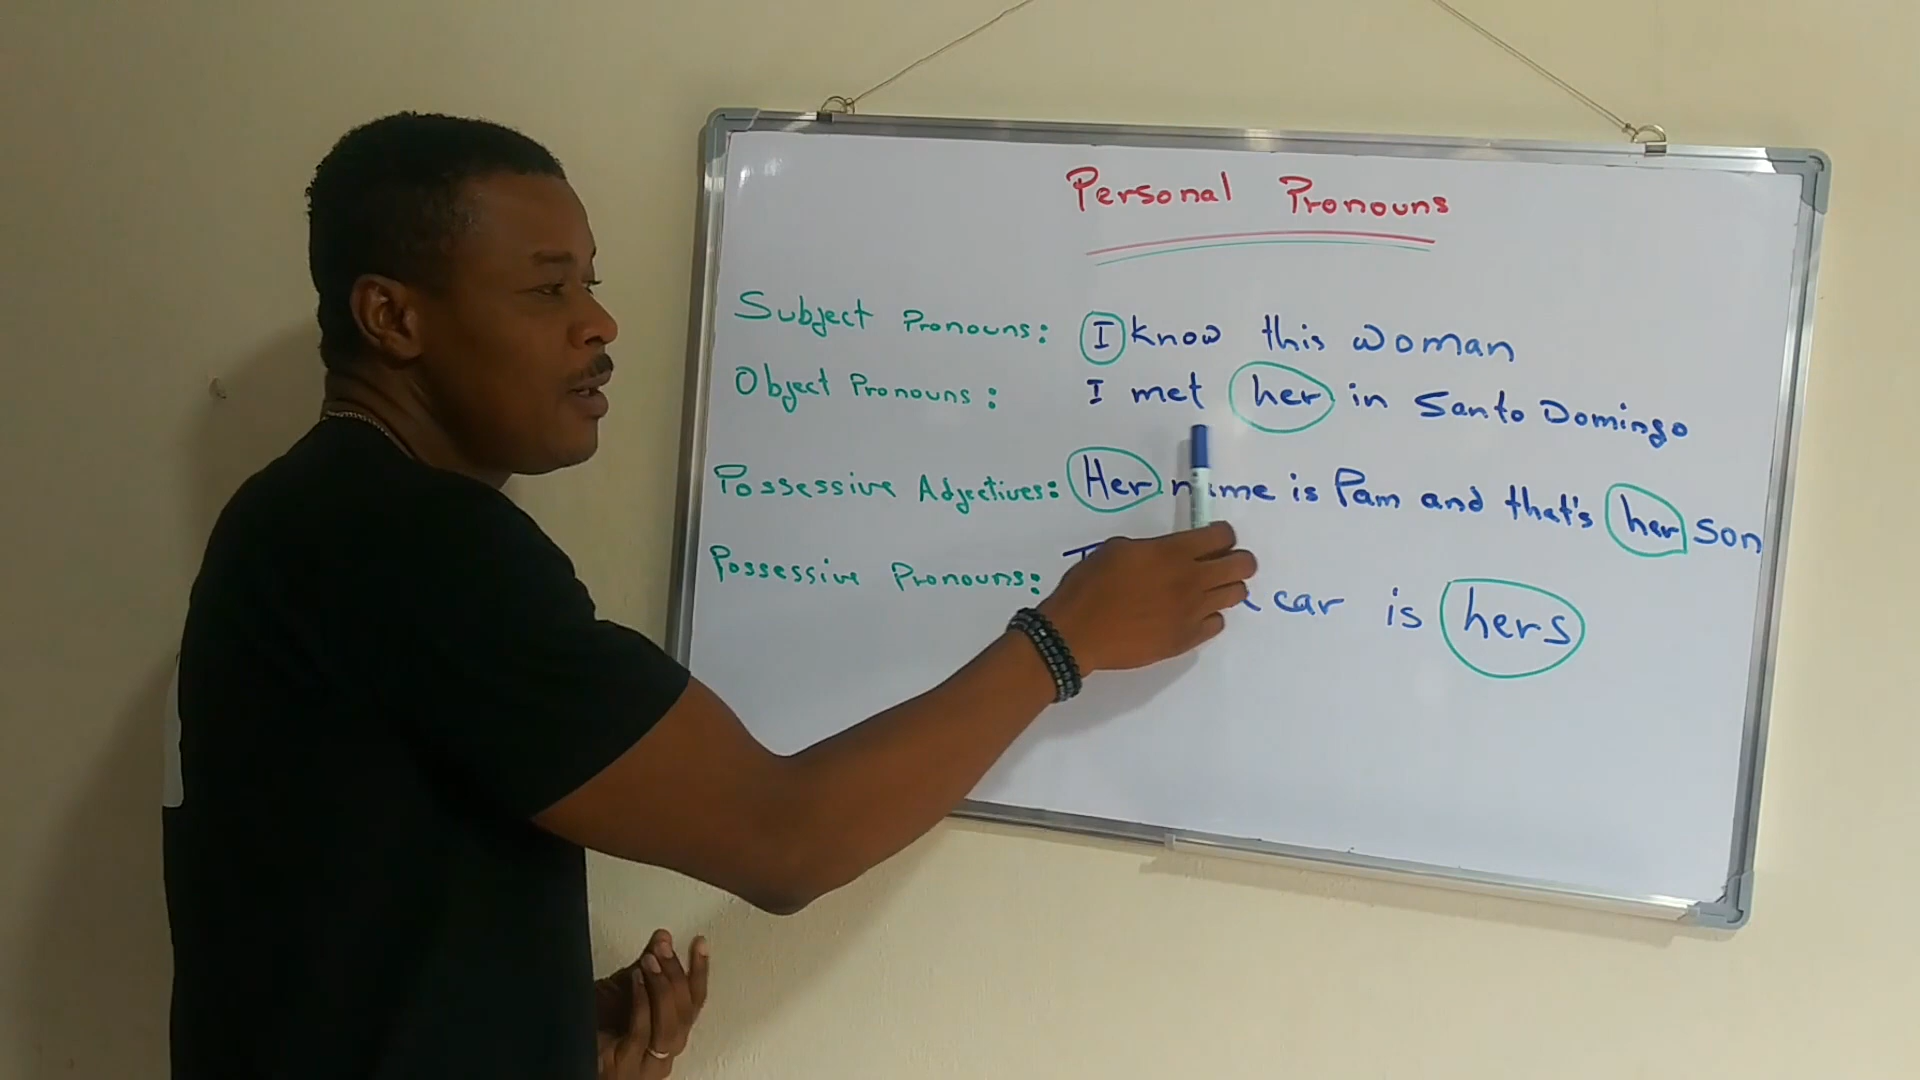 Personal Pronouns
Subject Pronouns: I know this woman
Object Pronouns: I met her in Santo Domingo
Possessive Adjectives: Her name is Pam and that's her son
Possessive Pronouns: car is hers